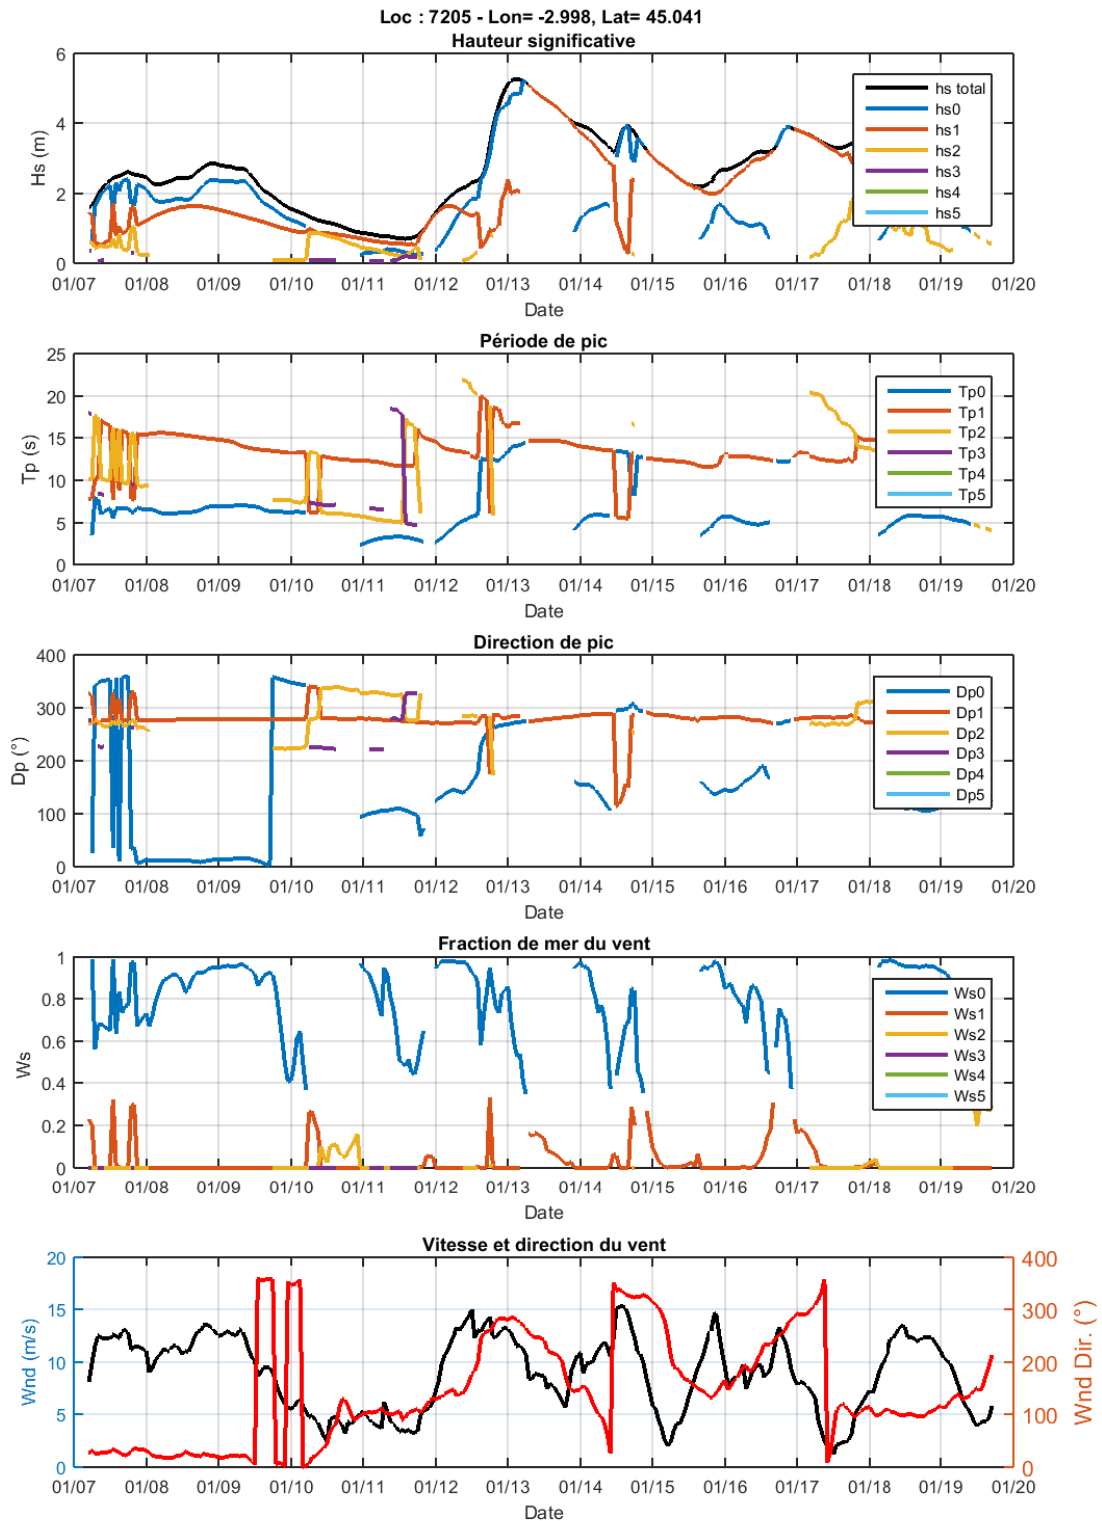 Loc : 7205 - Lon= -2.998, Lat= 45.041
Hauteur significative
6
4
2
0
Hs (m)
hs total
hs0
hs1
hs2
hs3
hs4
hs5
01/07 01/08 01/09 01/10 01/11 01/12 01/13 01/14 01/15 01/16 01/17 01/18 01/19 01/20
Date
Période de pic
25
20
15
10
5
0
Tp (s)
Tp0
Tp1
Tp2
Tp3
Tp4
Tp5
01/07 01/08 01/09 01/10 01/11 01/12 01/13 01/14 01/15 01/16 01/17 01/18 01/19 01/20
Date
Direction de pic
400
300
200
100
0
Dp (°)
Dp0
Dp1
Dp2
Dp3
Dp4
Dp5
01/07 01/08 01/09 01/10 01/11 01/12 01/13 01/14 01/15 01/16 01/17 01/18 01/19 01/20
Date
Fraction de mer du vent
1
0.8
0.6
0.4
0.2
0
Ws
Ws0
Ws1
Ws2
Ws3
Ws4
Ws5
01/07 01/08 01/09 01/10 01/11 01/12 01/13 01/14 01/15 01/16 01/17 01/18 01/19 01/20
Date
Vitesse et direction du vent
20
15
10
5
0
Wnd (m/s)
400
300
200
100
0
Wnd Dir. (°)
01/07 01/08 01/09 01/10 01/11 01/12 01/13 01/14 01/15 01/16 01/17 01/18 01/19 01/20
Date